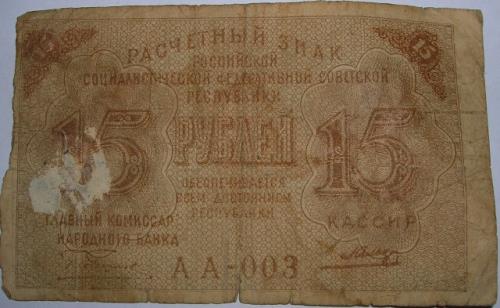 15 15
РАСЧЕТНЫЙ ЗНАК
РОССИЙСКОЙ
СОЦИАЛИСТИЧЕСКОЙ ФЕДЕРАТИВНОЙ СОВЕТСКОЙ
РЕСПУБЛИКИ
15 РУБЛЕЙ 15
ОБЕСПЕЧИВАЕТСЯ
ВСЕМ ДОСТОЯНИЕМ
РЕСПУБЛИКИ
ГЛАВНЫЙ КОМИССАР
НАРОДНОГО БАНКА
КАССИР
АА-003